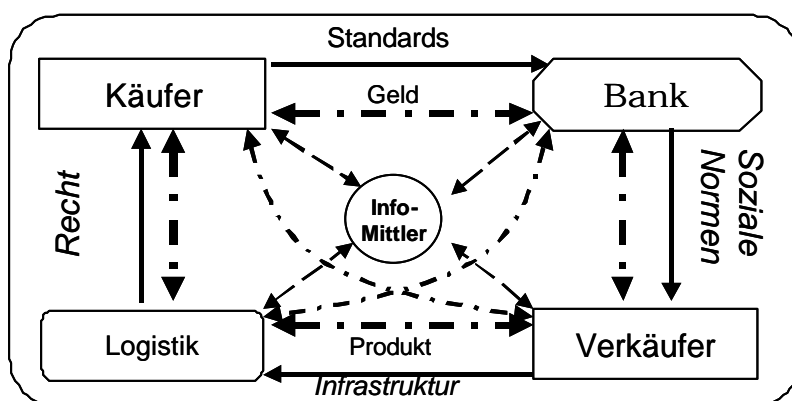 Standards
Käufer
Geld
Bank
Recht
Info-
Mittler
Soziale
Normen
Logistik
Produkt
Verkäufer
Infrastruktur